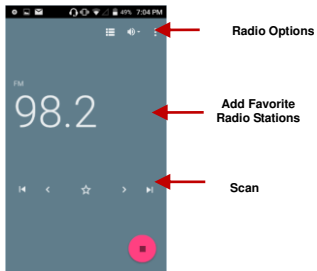 49% 7:04 PM
Radio Options
FM
98.2
Add Favorite
Radio Stations
Scan